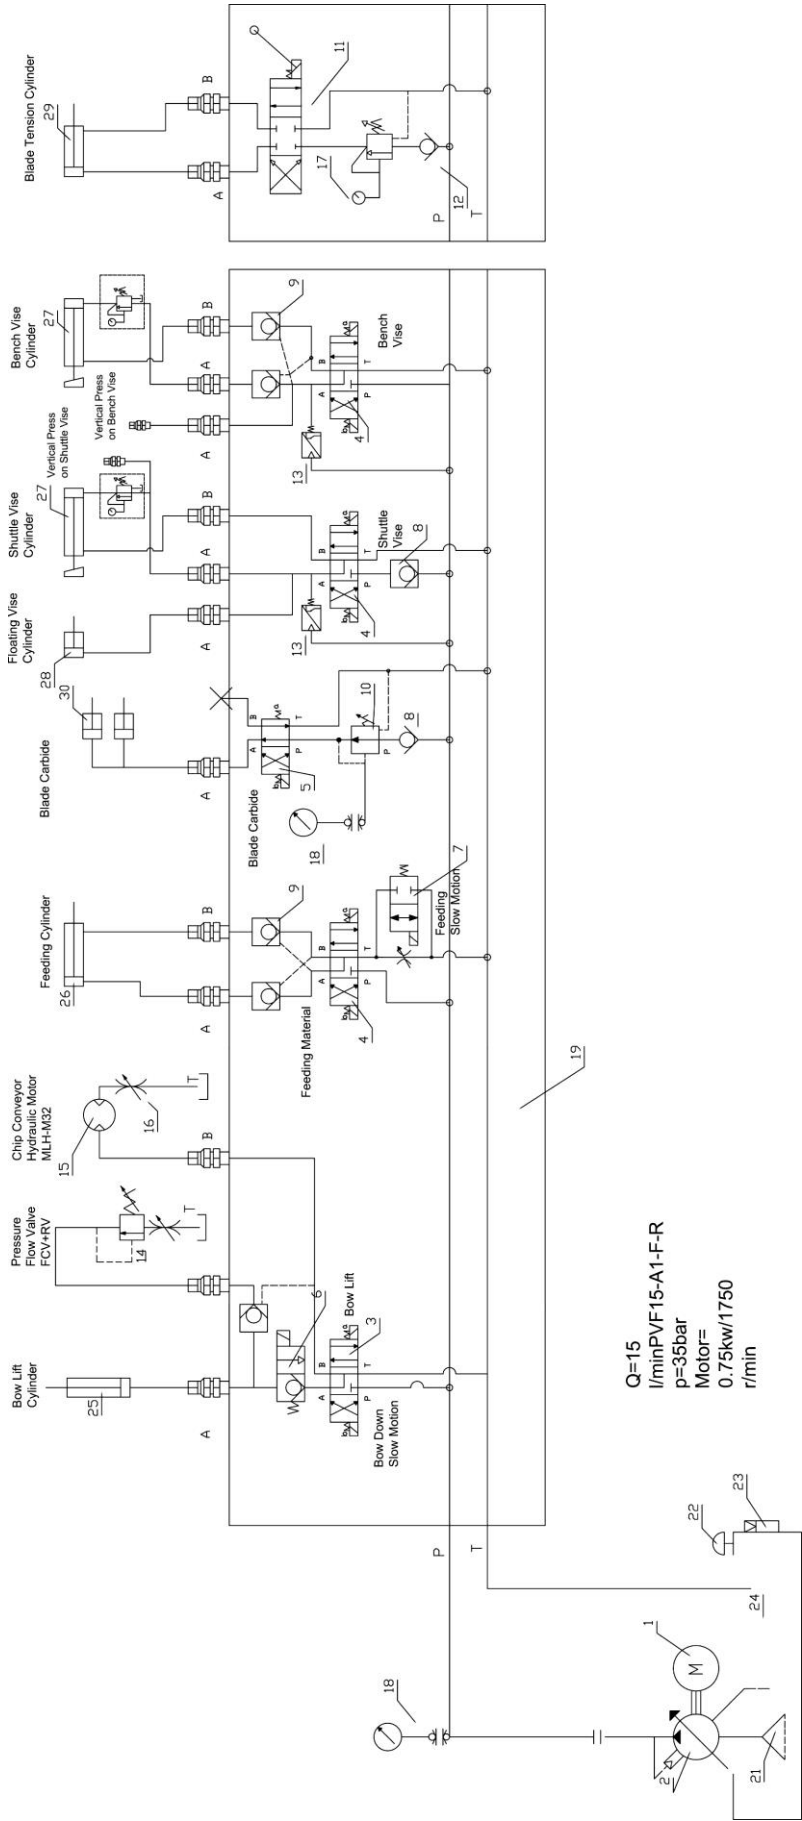 Blade Tension Cylinder
29
A
B
11
17
12
P
T
Bench Vise
Cylinder
27
Vertical Press
on Bench Vise
A
A
B
9
B
A
T
P
Bench
Vise
4
13
Shuttle Vise
Cylinder
27
Vertical Press
on Shuttle Vise
A
B
B
A
T
P
Shuttle
Vise
8
4
13
Floating Vise
Cylinder
28
A
Blade Carbide
30
A
B
A
T
P
5
10
P
8
Blade Carbide
18
Feeding Cylinder
26
A
B
9
Feeding Material
B
A
T
P
4
7
Feeding
Slow Motion
Chip Conveyor
Hydraulic Motor
MLH-M32
15
16
T
B
Pressure
Flow Valve
FCV+RV
14
T
Bow Lift
Cylinder
25
A
6
Bow Lift
3
B
A
T
P
Bow Down
Slow Motion
19
P
T
18
24
1
M
2
21
22
23
Q=15
l/minPVF15-A1-F-R
p=35bar
Motor=
0.75kw/1750
r/min